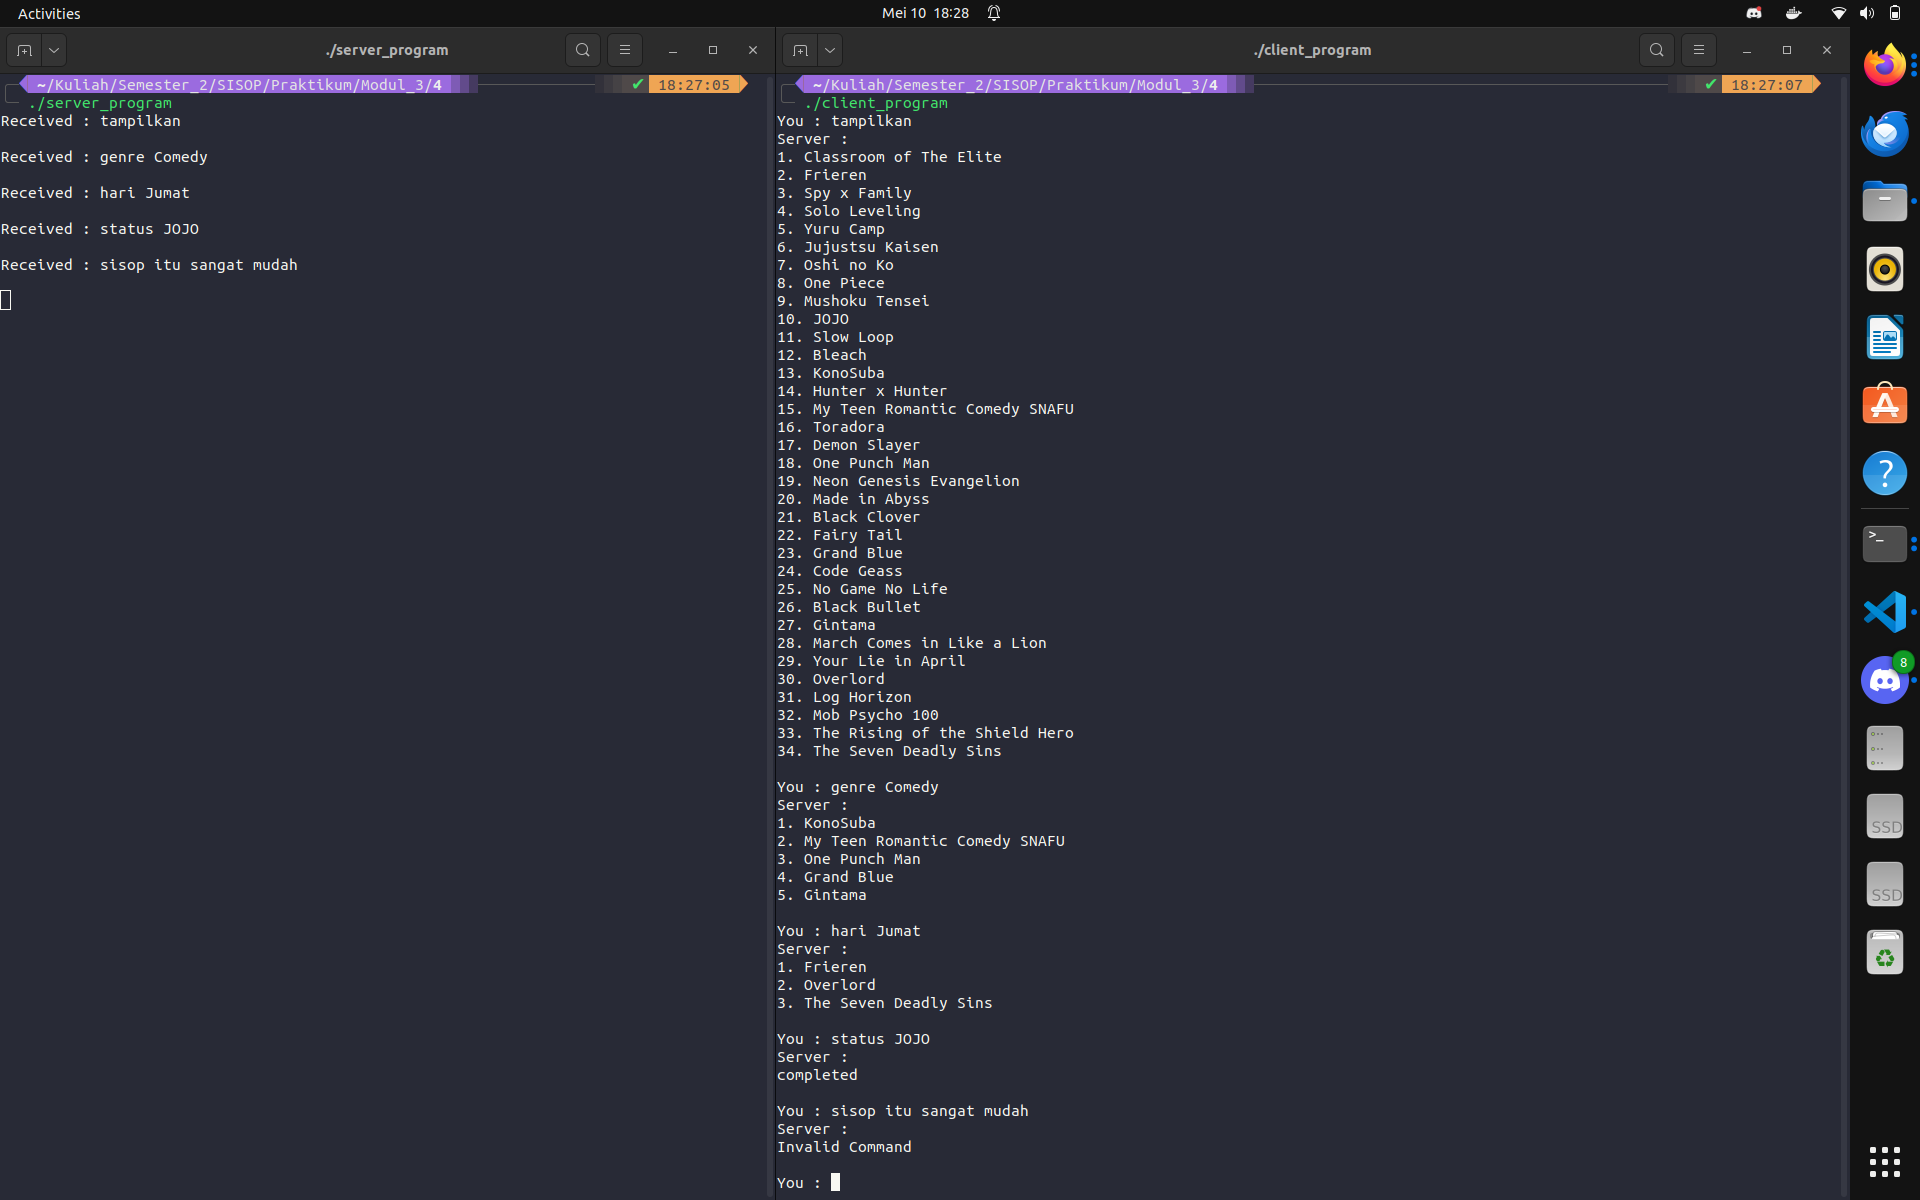 Activities
Mei 10 18:28
./server_program
~/Kuliah/Semester_2/SISOP/Praktikum/Modul_3/4
✔ 18:27:05
./server_program
Received : tampilkan
Received : genre Comedy
Received : hari Jumat
Received : status JOJO
Received : sisop itu sangat mudah
./client_program
~/Kuliah/Semester_2/SISOP/Praktikum/Modul_3/4
✔ 18:27:07
./client_program
You : tampilkan
Server :
1. Classroom of The Elite
2. Frieren
3. Spy x Family
4. Solo Leveling
5. Yuru Camp
6. Jujustsu Kaisen
7. Oshi no Ko
8. One Piece
9. Mushoku Tensei
10. JOJO
11. Slow Loop
12. Bleach
13. KonoSuba
14. Hunter x Hunter
15. My Teen Romantic Comedy SNAFU
16. Toradora
17. Demon Slayer
18. One Punch Man
19. Neon Genesis Evangelion
20. Made in Abyss
21. Black Clover
22. Fairy Tail
23. Grand Blue
24. Code Geass
25. No Game No Life
26. Black Bullet
27. Gintama
28. March Comes in Like a Lion
29. Your Lie in April
30. Overlord
31. Log Horizon
32. Mob Psycho 100
33. The Rising of the Shield Hero
34. The Seven Deadly Sins
You : genre Comedy
Server :
1. KonoSuba
2. My Teen Romantic Comedy SNAFU
3. One Punch Man
4. Grand Blue
5. Gintama
You : hari Jumat
Server :
1. Frieren
2. Overlord
3. The Seven Deadly Sins
You : status JOJO
Server :
completed
You : sisop itu sangat mudah
Server :
Invalid Command
You :
>_
8
SSD
SSD